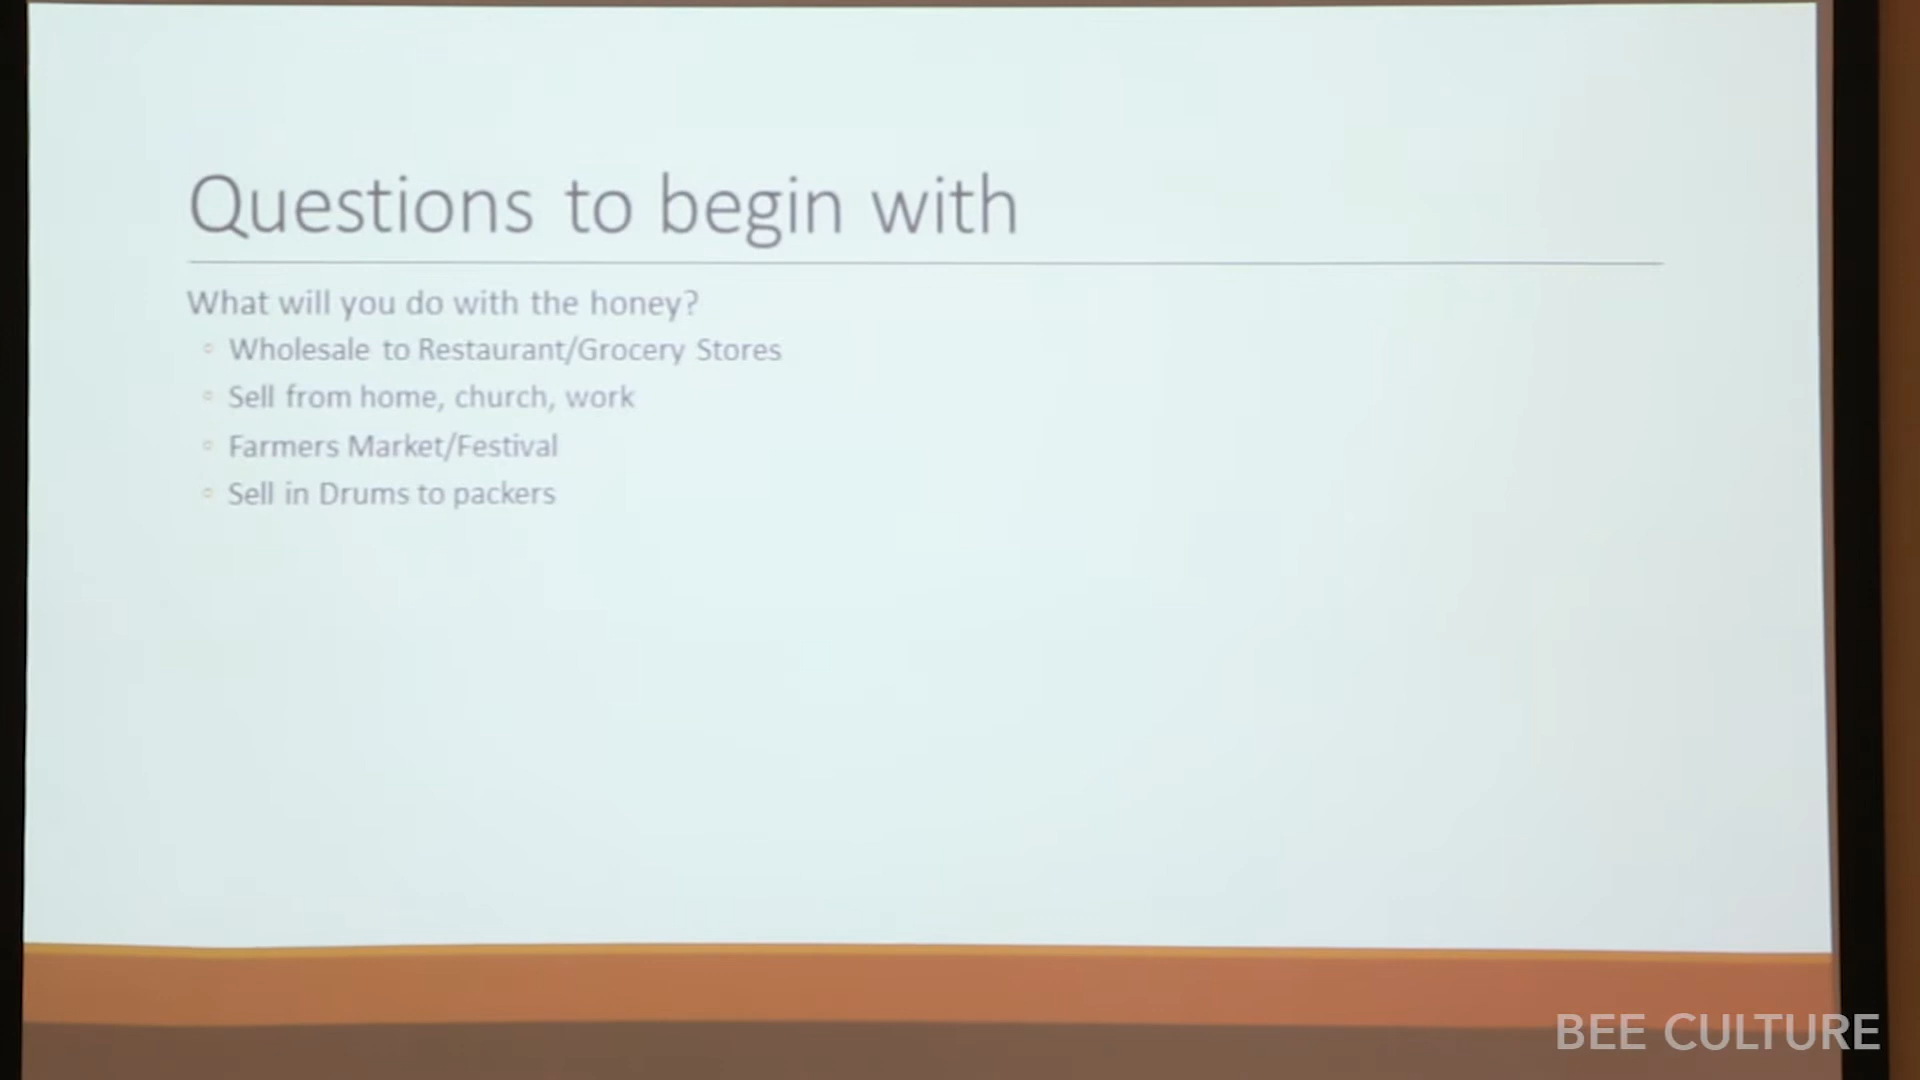 Questions to begin with
What will you do with the honey?
Wholesale to Restaurant/Grocery Stores
Sell from home, church, work
Farmers Market/Festival
Sell in Drums to packers
BEE CULTURE